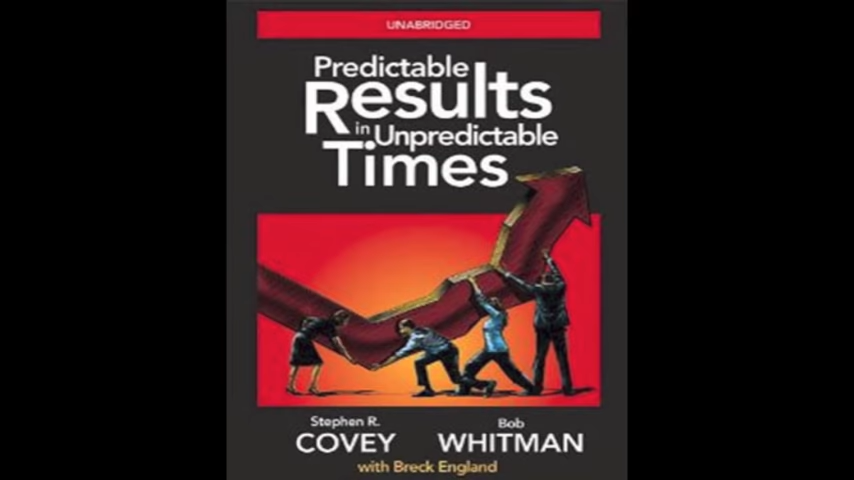 UNABRIDGED
Predictable
Results
in Unpredictable
Times
Stephen R. COVEY
Bob WHITMAN
with Breck England